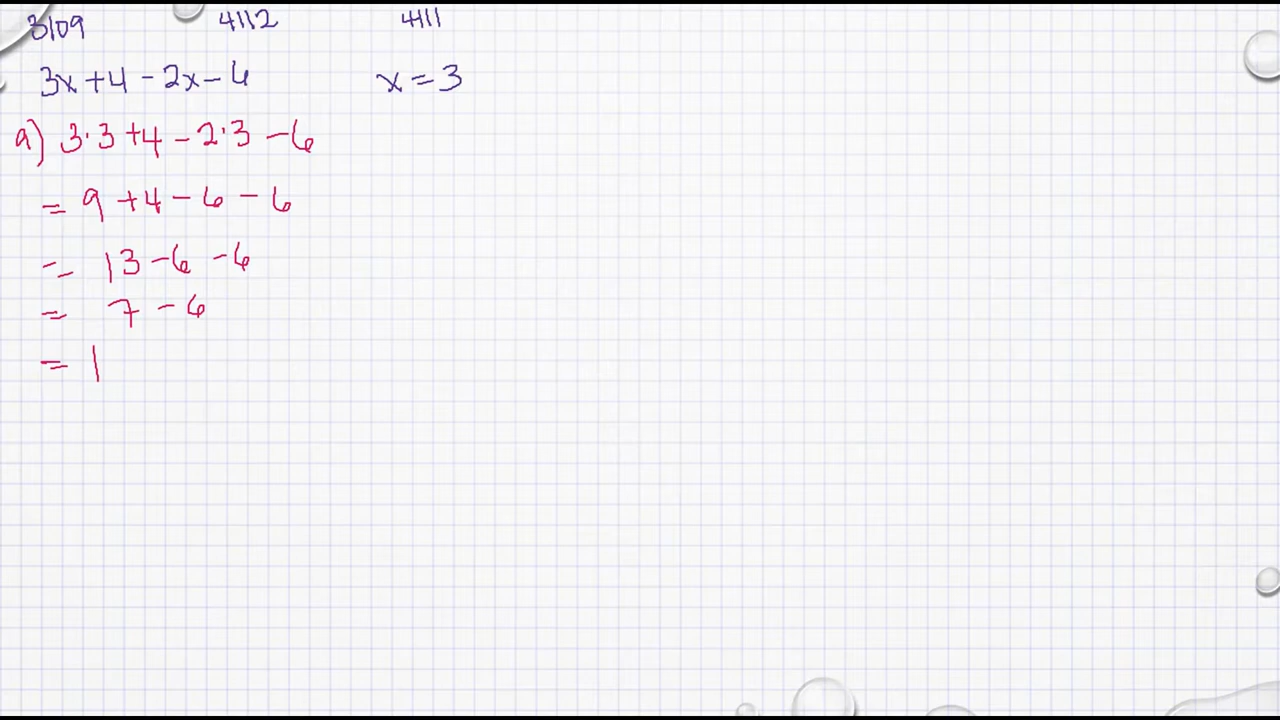 3109 4112 4111
3x+4-2x-6 x=3
a) 3·3+4-2·3-6
= 9+4-6-6
= 13-6-6
= 7-6
= 1